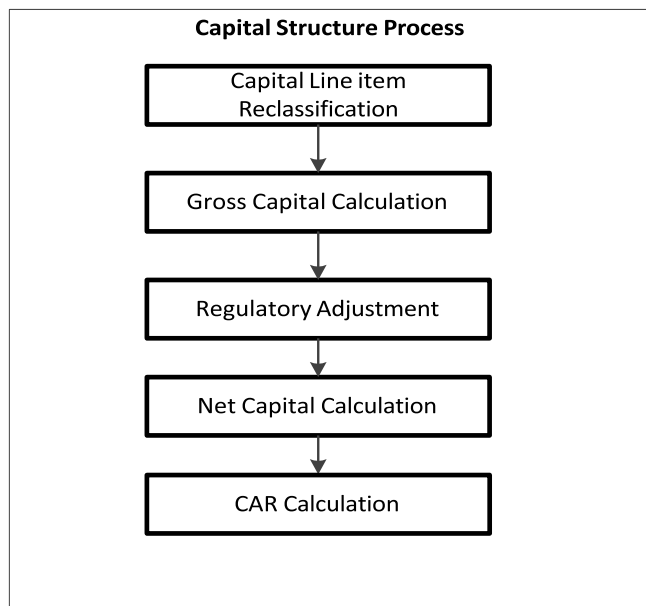 Capital Structure Process
Capital Line item
Reclassification
Gross Capital Calculation
Regulatory Adjustment
Net Capital Calculation
CAR Calculation